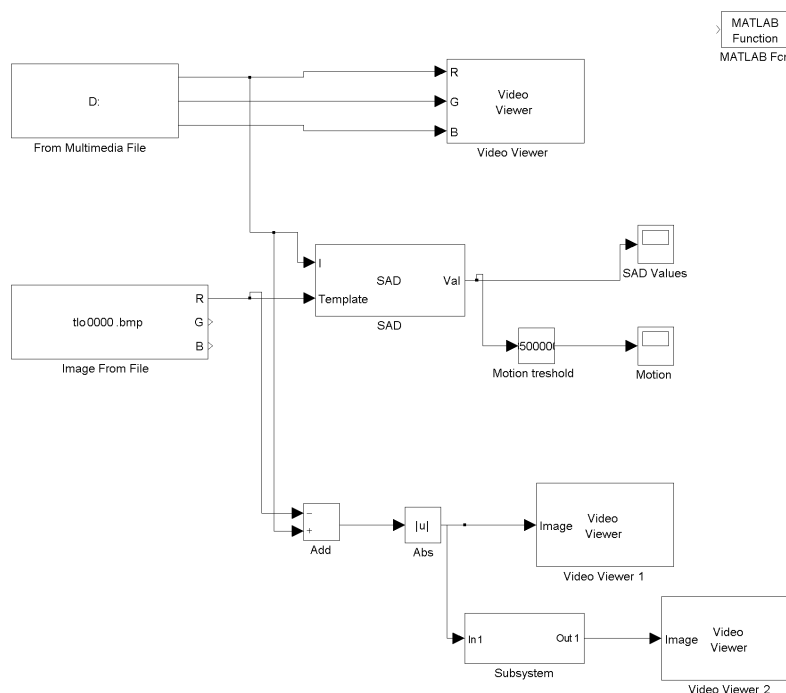 MATLAB
Function
MATLAB Fcn
D:
From Multimedia File
R
G
B
Video
Viewer
Video Viewer
I
Template
SAD
Val
SAD
SAD Values
R
G
B
tlo0000 .bmp
Image From File
50000
Motion treshold
Motion
−
+
Add
|u|
Abs
Image
Video
Viewer
Video Viewer 1
In1
Out 1
Subsystem
Image
Video
Viewer
Video Viewer 2